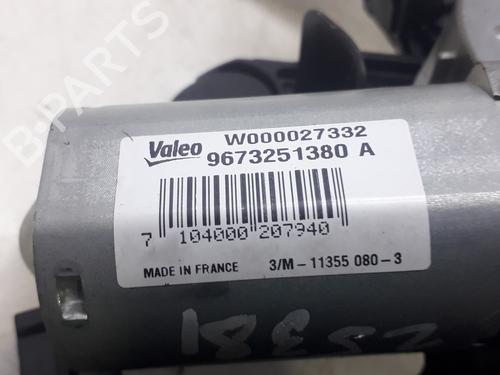 B-PARTS
Valeo
W000027332
9673251380 A
7 104000 207940
MADE IN FRANCE
3/M - 11355 080 - 3